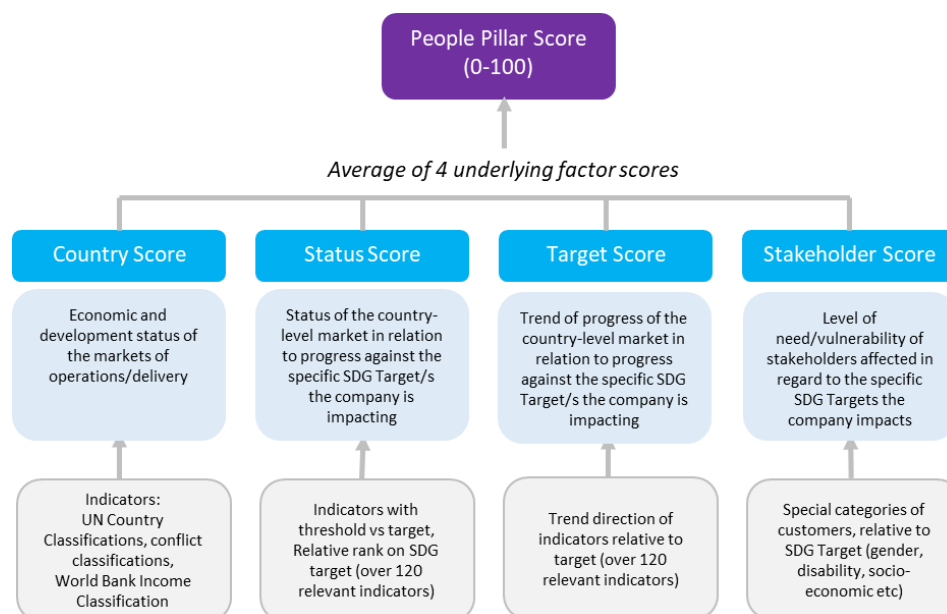 People Pillar Score
(0-100)
Average of 4 underlying factor scores
Country Score
Status Score
Target Score
Stakeholder Score
Economic and
development status of
the markets of
operations/delivery
Status of the country-
level market in relation
to progress against the
specific SDG Target/s
the company is
impacting
Trend of progress of the
country-level market in
relation to progress
against the specific SDG
Target/s the company is
impacting
Level of
need/vulnerability of
stakeholders affected in
regard to the specific
SDG Targets the
company impacts
Indicators:
UN Country
Classifications, conflict
classifications,
World Bank Income
Classification
Indicators with
threshold vs target,
Relative rank on SDG
target (over 120
relevant indicators)
Trend direction of
indicators relative to
target (over 120
relevant indicators)
Special categories of
customers, relative to
SDG Target (gender,
disability, socio-
economic etc)